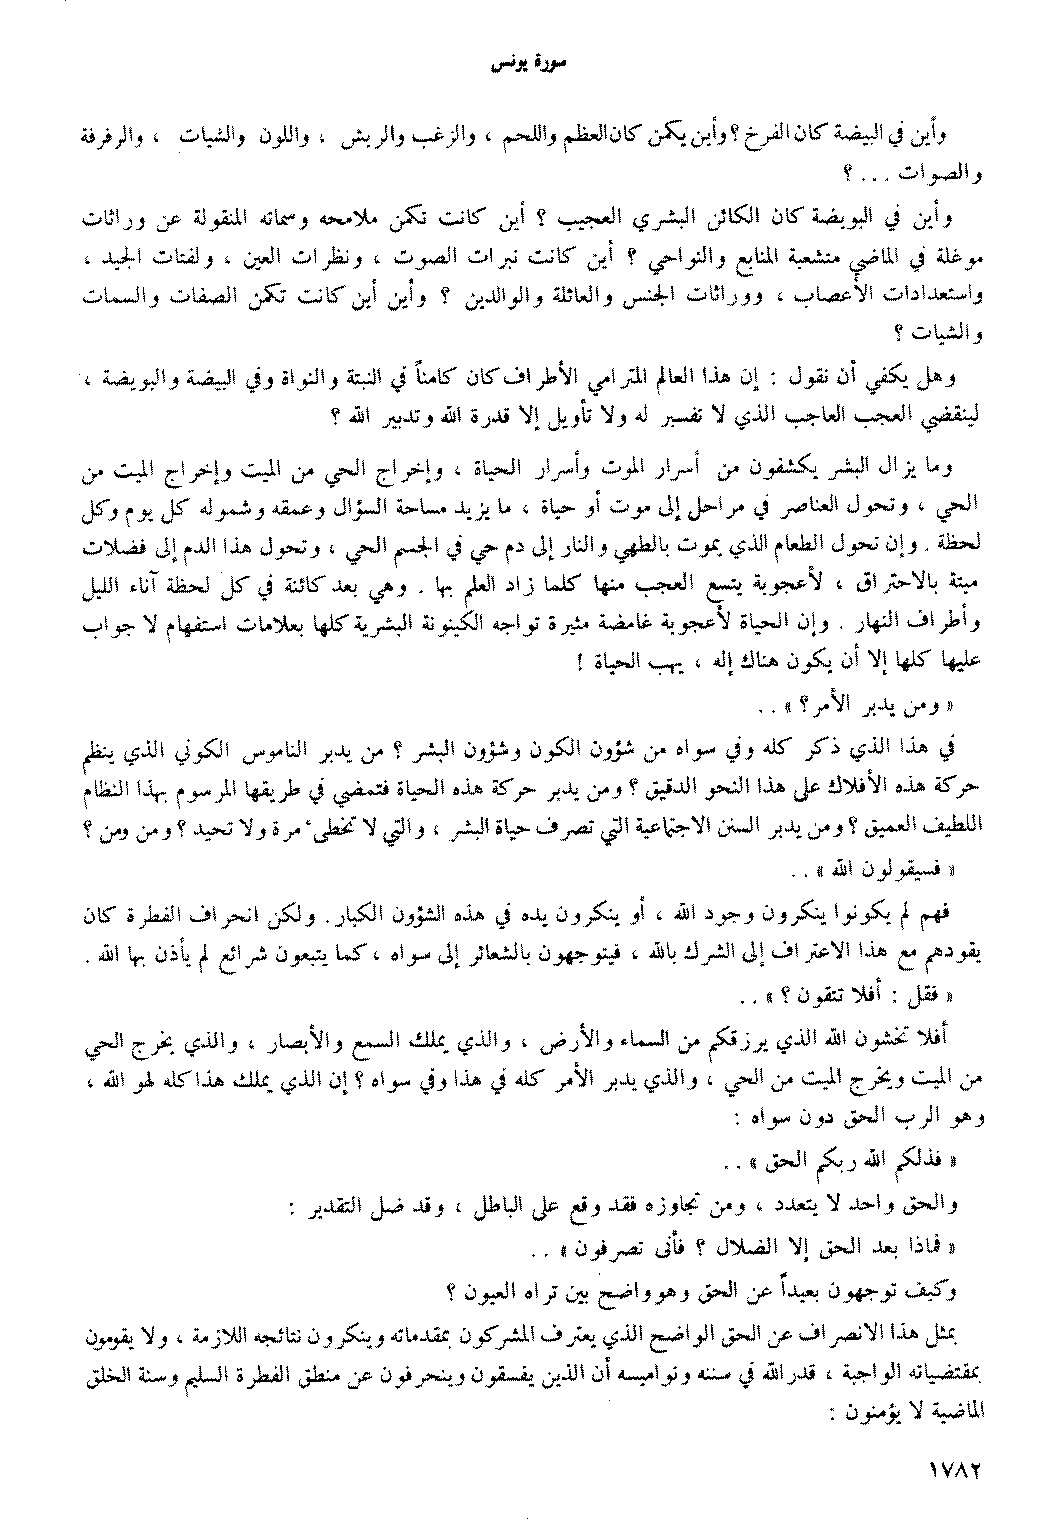 سورة يونس
وأين في البيضة كان الفرخ ؟ وأين يكمن كان العظم واللحم ، والزغب والريش ، واللون والشيات ، والرفرفة
والصوات ... ؟
وأين في البويضة كان الكائن البشري العجيب ؟ أين كانت تكمن ملامحه وسماته المنقولة عن وراثات
موغلة في الماضي متشعبة المنابع والنواحي ؟ أين كانت نبرات الصوت ، ونظرات العين ، ولفتات الجيد ،
واستعدادات الأعصاب ، ووراثات الجنس والعائلة والوالدين ؟ وأين أين كانت تكمن الصفات والسمات
والشيات ؟
وهل يكفي أن نقول : إن هذا العالم المترامي الأطراف كان كامناً في النبتة والنواة وفي البيضة والبويضة ،
لينقضي العجب العاجب الذي لا تفسير له ولا تأويل إلا قدرة الله وتدبير الله ؟
وما يزال البشر يكشفون من أسرار الموت وأسرار الحياة ، وإخراج الحي من الميت وإخراج الميت من
الحي ، وتحول العناصر في مراحل إلى موت أو حياة ، ما يزيد مساحة السؤال وعمقه وشموله كل يوم وكل
لحظة . وإن تحول الطعام الذي يموت بالطهي والنار إلى دم حي في الجسم الحي ، وتحول هذا الدم إلى فضلات
ميتة بالاحتراق ، لأعجوبة يتسع العجب منها كلما زاد العلم بها . وهي بعد كائنة في كل لحظة آناء الليل
وأطراف النهار . وإن الحياة لأعجوبة غامضة مثيرة تواجه الكينونة البشرية كلها بعلامات استفهام لا جواب
عليها كلها إلا أن يكون هناك إله ، يهب الحياة !
« ومن يدبر الأمر ؟ » ..
في هذا الذي ذكر كله وفي سواه من شؤون الكون وشؤون البشر ؟ من يدبر الناموس الكوني الذي ينظم
حركة هذه الأفلاك على هذا النحو الدقيق ؟ ومن يدبر حركة هذه الحياة فتمضي في طريقها المرسوم بهذا النظام
اللطيف العميق ؟ ومن يدبر السنن الاجتماعية التي تصرف حياة البشر ، والتي لا تخطىء مرة ولا تحيد ؟ ومن ومن ؟
« فسيقولون الله » ..
فهم لم يكونوا ينكرون وجود الله ، أو ينكرون يده في هذه الشؤون الكبار . ولكن انحراف الفطرة كان
يقودهم مع هذا الاعتراف إلى الشرك بالله ، فيتوجهون بالشعائر إلى سواه ، كما يتبعون شرائع لم يأذن بها الله .
« فقل : أفلا تتقون ؟ » ..
أفلا تخشون الله الذي يرزقكم من السماء والأرض ، والذي يملك السمع والأبصار ، والذي يخرج الحي
من الميت ويخرج الميت من الحي ، والذي يدبر الأمر كله في هذا وفي سواه ؟ إن الذي يملك هذا كله لهو الله ،
وهو الرب الحق دون سواه :
« فذلكم الله ربكم الحق » ..
والحق واحد لا يتعدد ، ومن تجاوزه فقد وقع على الباطل ، وقد ضل التقدير :
« فماذا بعد الحق إلا الضلال ؟ فأنى تصرفون » ..
وكيف توجهون بعيداً عن الحق وهو واضح بين تراه العيون ؟
بمثل هذا الانصراف عن الحق الواضح الذي يعترف المشركون بمقدماته وينكرون نتائجه اللازمة ، ولا يقومون
بمقتضياته الواجبة ، قدر الله في سننه ونواميسه أن الذين يفسقون وينحرفون عن منطق الفطرة السليم وسنة الخلق
الماضية لا يؤمنون :
١٧٨٢